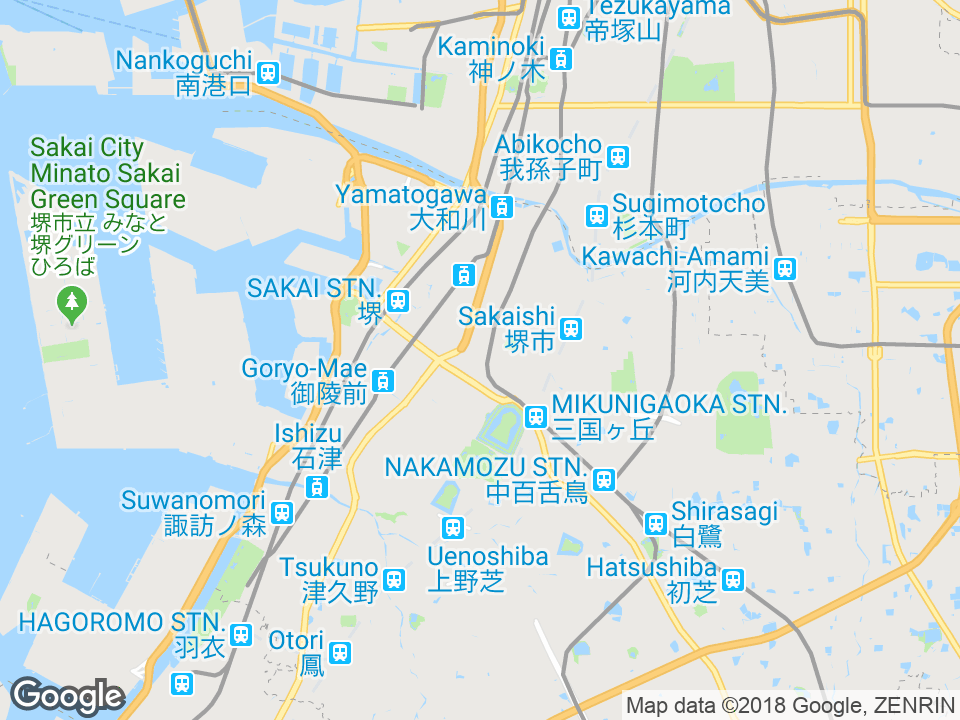 Tezukayama
帝塚山
Kaminoki
神ノ木
Nankoguchi
南港口
Sakai City
Minato Sakai
Green Square
堺市立 みなと
堺グリーン
ひろば
Abikocho
我孫子町
Yamatogawa
大和川
Sugimotocho
杉本町
Kawachi-Amami
河内天美
SAKAI STN.
堺
Sakaishi
堺市
Goryo-Mae
御陵前
MIKUNIGAOKA STN.
三国ヶ丘
Ishizu
石津
NAKAMOZU STN.
中百舌鳥
Suwanomori
諏訪ノ森
Shirasagi
白鷺
Uenoshiba
上野芝
Tsukuno
津久野
Hatsushiba
初芝
HAGOROMO STN.
羽衣
Otori
鳳
Google
Map data ©2018 Google, ZENRIN